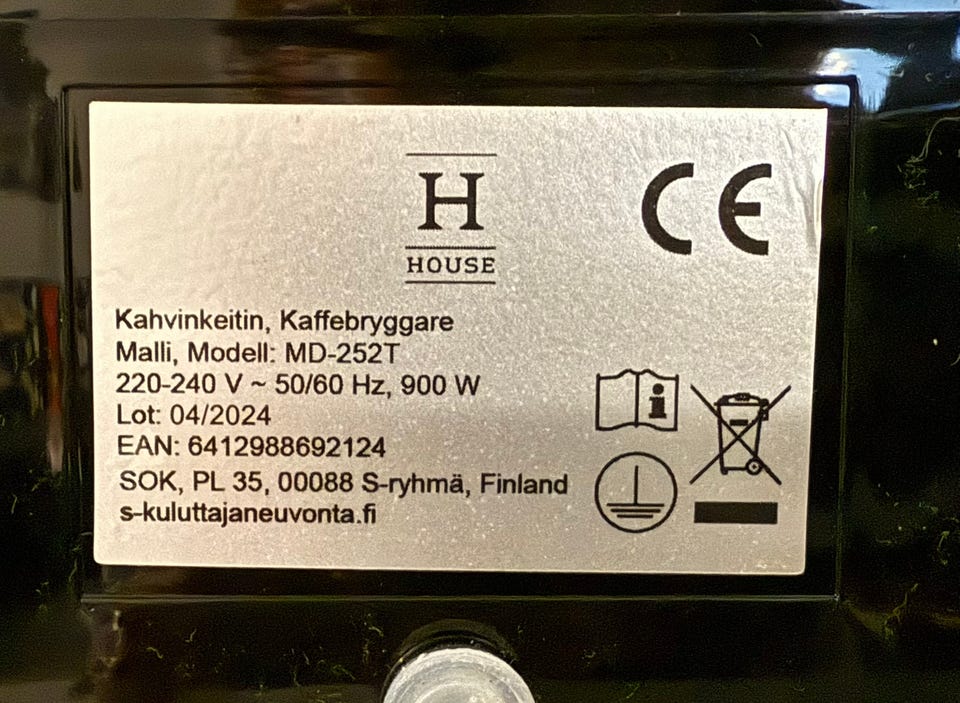 H
HOUSE
CE
Kahvinkeitin, Kaffebryggare
Malli, Modell: MD-252T
220-240 V ~ 50/60 Hz, 900 W
Lot: 04/2024
EAN: 6412988692124
SOK, PL 35, 00088 S-ryhmä, Finland
s-kuluttajaneuvonta.fi